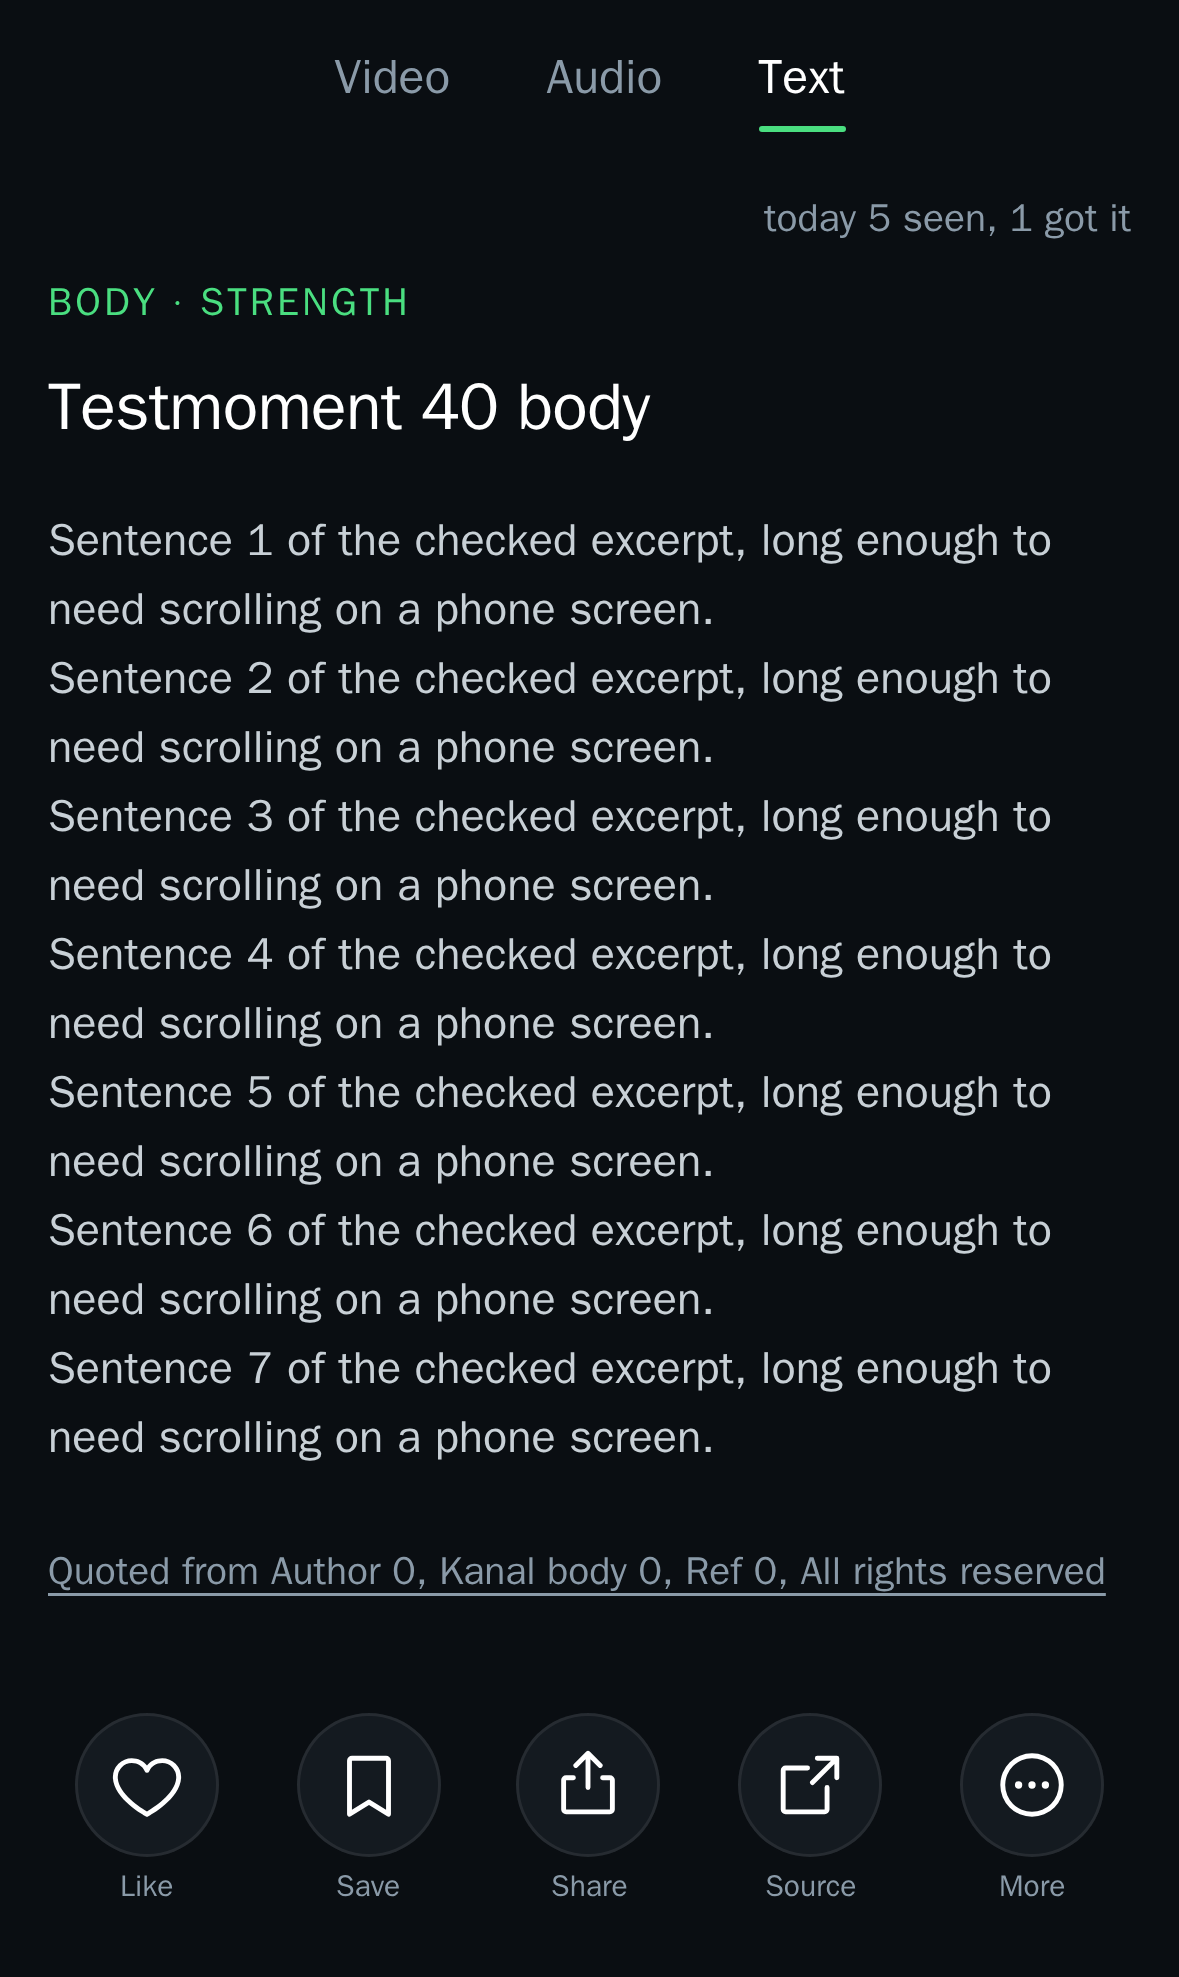 Video Audio Text
today 5 seen, 1 got it
BODY · STRENGTH
Testmoment 40 body
Sentence 1 of the checked excerpt, long enough to
need scrolling on a phone screen.
Sentence 2 of the checked excerpt, long enough to
need scrolling on a phone screen.
Sentence 3 of the checked excerpt, long enough to
need scrolling on a phone screen.
Sentence 4 of the checked excerpt, long enough to
need scrolling on a phone screen.
Sentence 5 of the checked excerpt, long enough to
need scrolling on a phone screen.
Sentence 6 of the checked excerpt, long enough to
need scrolling on a phone screen.
Sentence 7 of the checked excerpt, long enough to
need scrolling on a phone screen.
Quoted from Author 0, Kanal body 0, Ref 0, All rights reserved
Like Save Share Source More